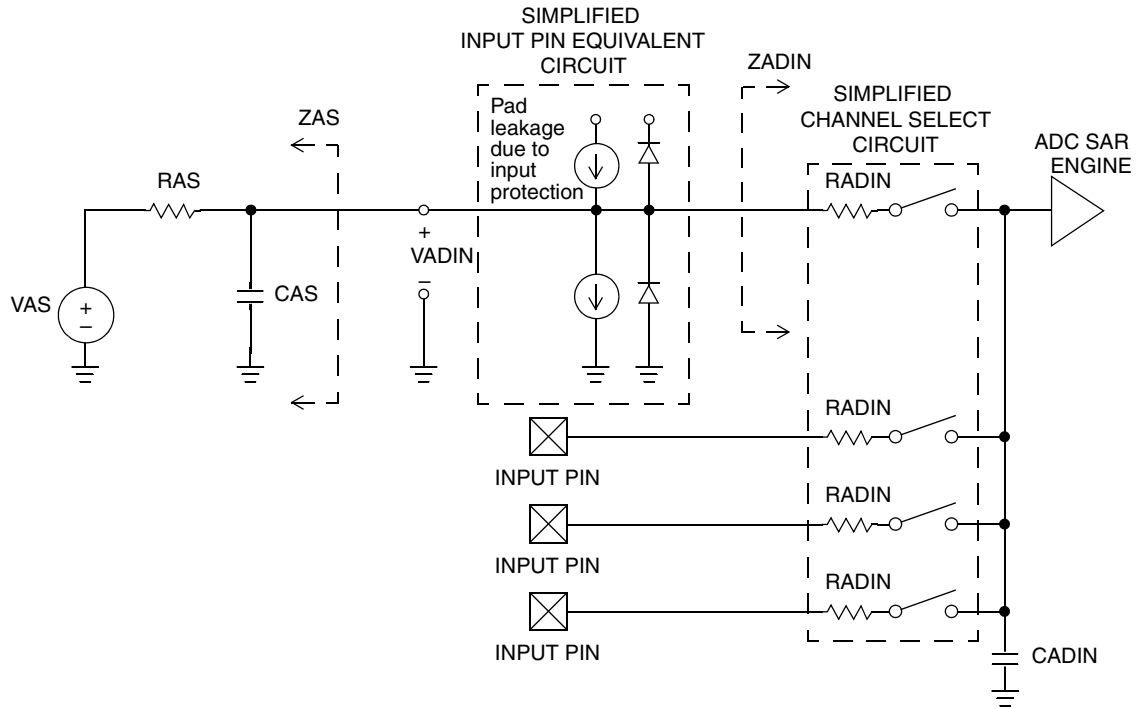 SIMPLIFIED
INPUT PIN EQUIVALENT
CIRCUIT
ZADIN
Pad
leakage
due to
input
protection
SIMPLIFIED
CHANNEL SELECT
CIRCUIT
ADC SAR
ENGINE
ZAS
RAS
RADIN
+
VADIN
–
VAS
+
–
CAS
RADIN
INPUT PIN
RADIN
INPUT PIN
RADIN
INPUT PIN
CADIN